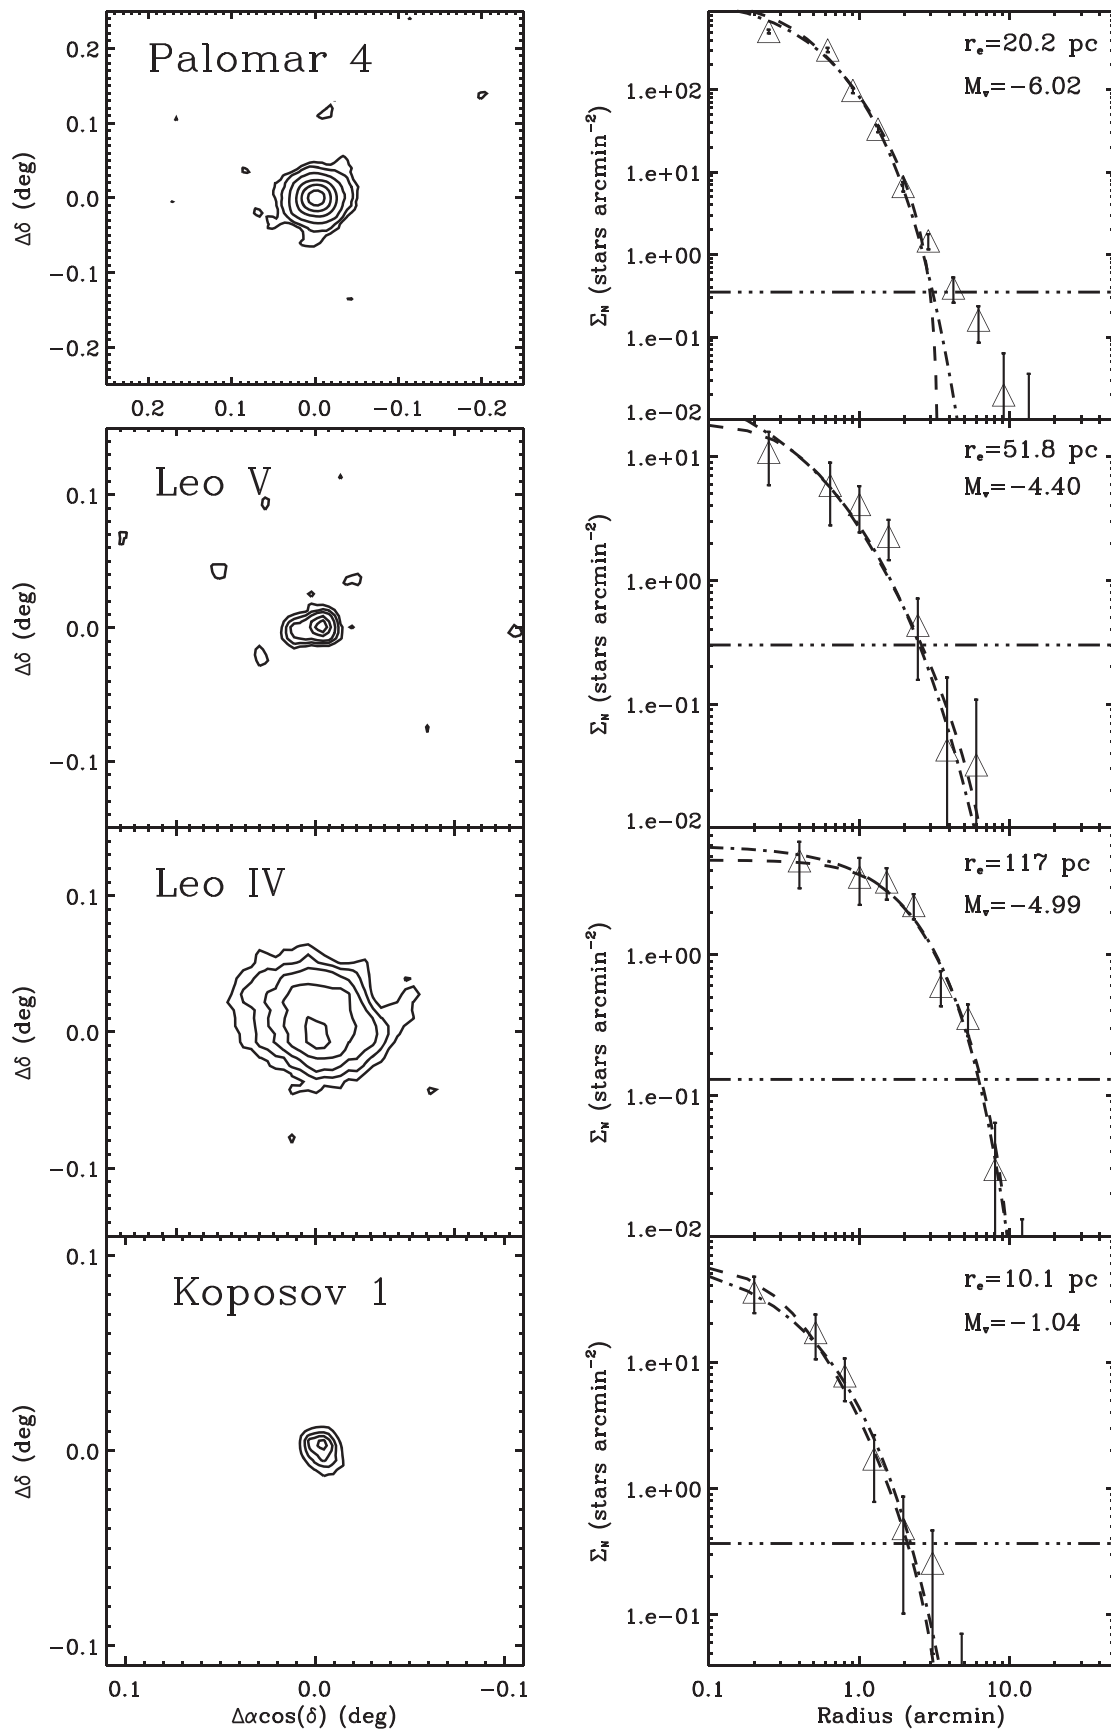 Palomar 4
0.2
0.1
0.0
−0.1
−0.2
Δδ (deg)
0.2 0.1 0.0 −0.1 −0.2
r_e=20.2 pc
M_v=−6.02
1.e+02
1.e+01
1.e+00
1.e−01
1.e−02
Σ_N (stars arcmin⁻²)
Leo V
0.1
0.0
−0.1
Δδ (deg)
r_e=51.8 pc
M_v=−4.40
1.e+01
1.e+00
1.e−01
1.e−02
Σ_N (stars arcmin⁻²)
Leo IV
0.1
0.0
−0.1
Δδ (deg)
r_e=117 pc
M_v=−4.99
1.e+00
1.e−01
1.e−02
Σ_N (stars arcmin⁻²)
Koposov 1
0.1
0.0
−0.1
Δδ (deg)
0.1 0.0 −0.1
Δαcos(δ) (deg)
r_e=10.1 pc
M_v=−1.04
1.e+01
1.e+00
1.e−01
Σ_N (stars arcmin⁻²)
0.1 1.0 10.0
Radius (arcmin)